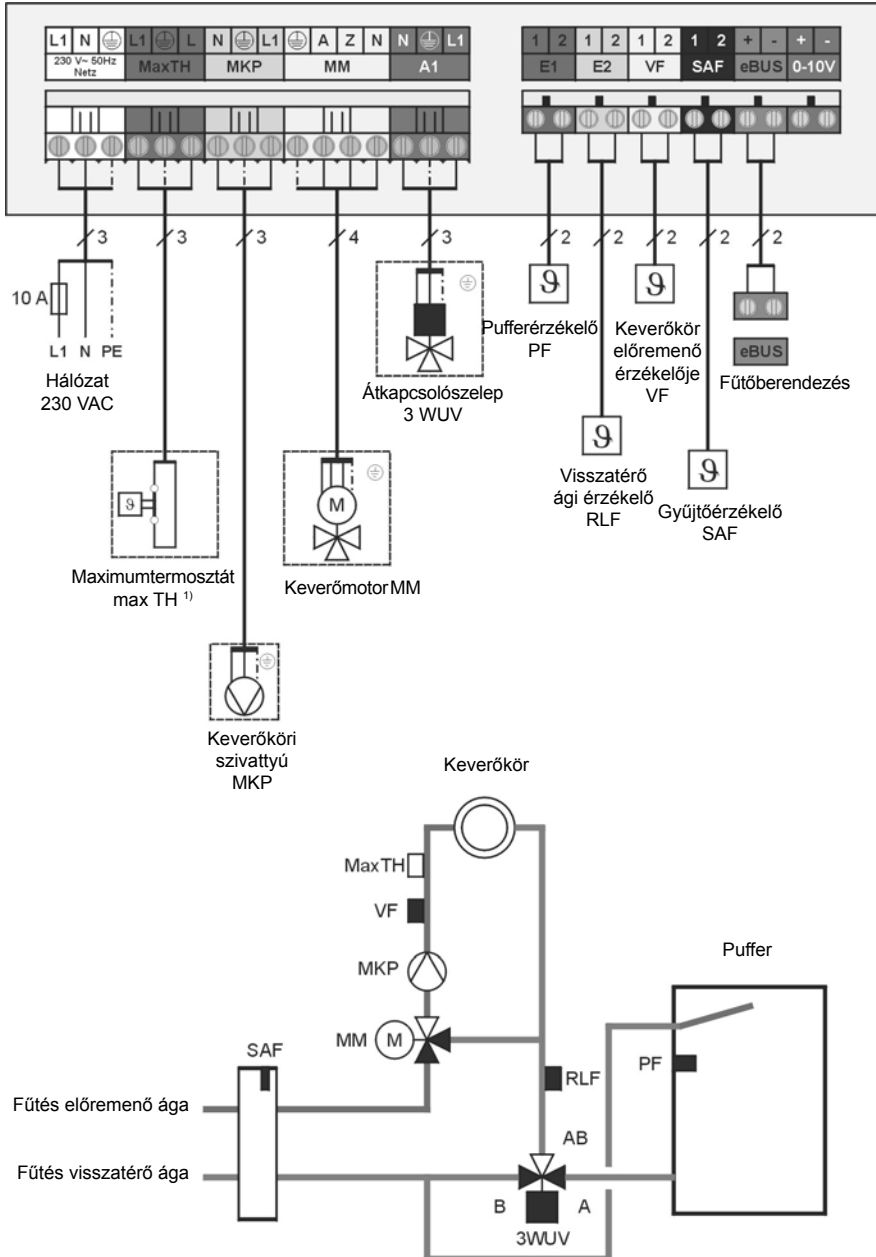 L1 N L1 L N L1 A Z N N L1
230 V~ 50Hz
Netz
MaxTH MKP MM A1
1 2 1 2 1 2 1 2 + - + -
E1 E2 VF SAF eBUS 0-10V
3 3 3 4 3 2 2 2 2 2
10 A
L1 N PE
Hálózat
230 VAC
Átkapcsolószelep
3 WUV
ϑ
Pufferérzékelő
PF
ϑ
Keverőkör
előremenő
érzékelője
VF
eBUS
Fűtőberendezés
ϑ
Maximumtermosztát
max TH 1)
M
Keverőmotor MM
ϑ
Visszatérő
ági érzékelő
RLF
ϑ
Gyűjtőérzékelő
SAF
Keverőköri
szivattyú
MKP
Keverőkör
MaxTH
VF
MKP
Puffer
MM M
SAF
RLF
PF
Fűtés előremenő ága
AB
Fűtés visszatérő ága
B A
3WUV